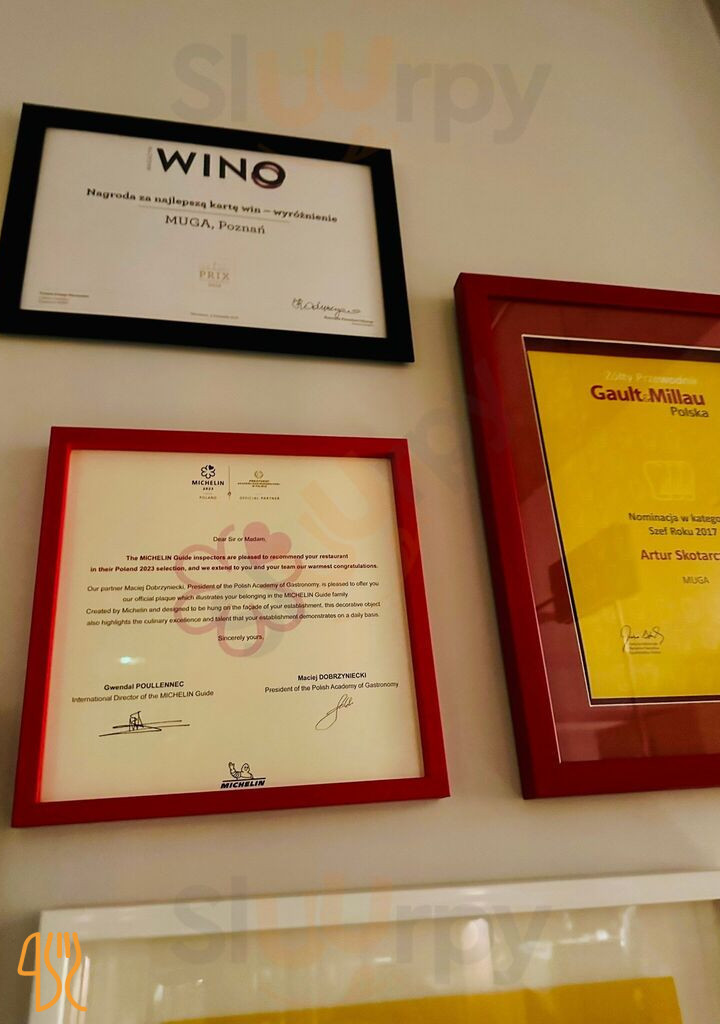 Sluurpy
MAGAZYN
WINO
Nagroda za najlepszą kartę win – wyróżnienie
MUGA, Poznań
PRIX
Żółty Przewodnik
Gault&Millau
Polska
Nominacja w katego
Szef Roku 2017
Artur Skotarc
MUGA
MICHELIN
2023
POLAND
OFFICIAL PARTNER
Dear Sir or Madam,
The MICHELIN Guide inspectors are pleased to recommend your restaurant
in their Poland 2023 selection, and we extend to you and your team our warmest congratulations.
Our partner Maciej Dobrzyniecki, President of the Polish Academy of Gastronomy, is pleased to offer you
our official plaque which illustrates your belonging in the MICHELIN Guide family.
Created by Michelin and designed to be hung on the façade of your establishment, this decorative object
also highlights the culinary excellence and talent that your establishment demonstrates on a daily basis.
Sincerely yours,
Gwendal POULLENNEC
International Director of the MICHELIN Guide
Maciej DOBRZYNIECKI
President of the Polish Academy of Gastronomy
MICHELIN
Sluurpy